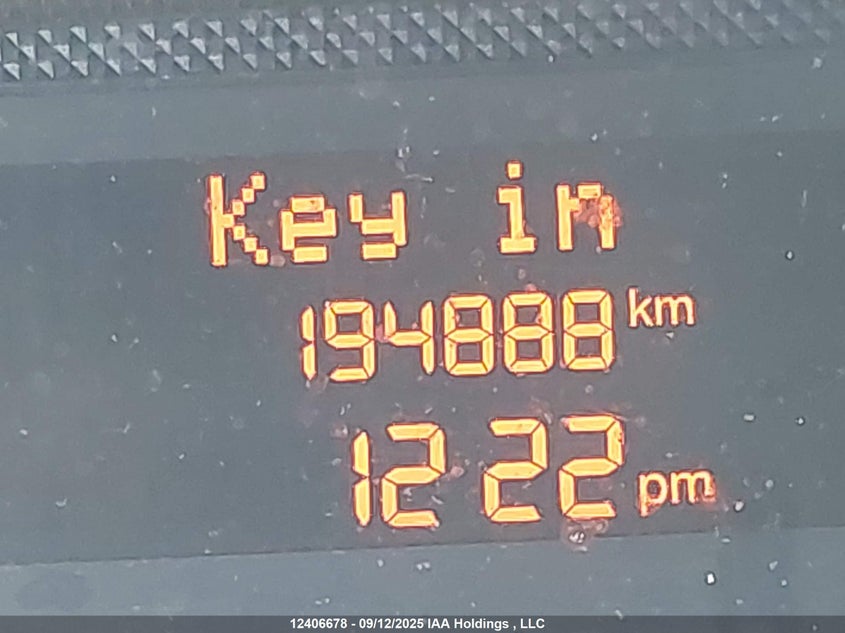 Key in
194888 km
12 22 pm
12406678 - 09/12/2025 IAA Holdings , LLC